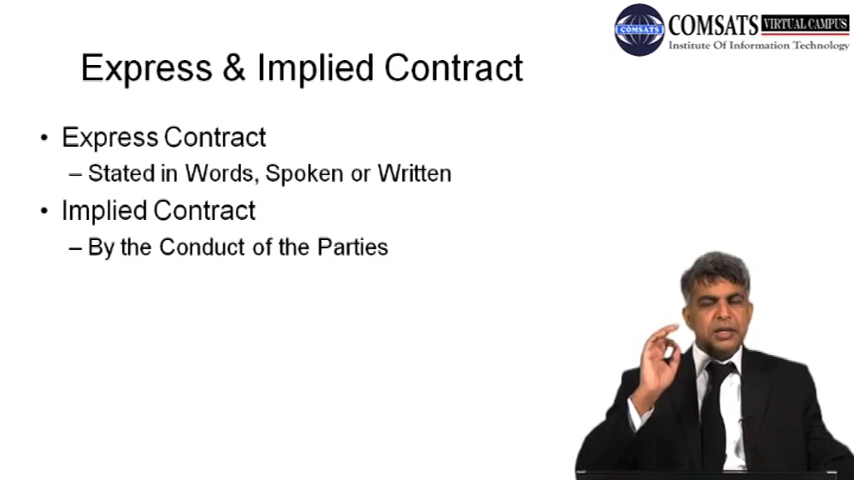 COMSATS VIRTUAL CAMPUS
COMSATS
Institute Of Information Technology
Express & Implied Contract
• Express Contract
– Stated in Words, Spoken or Written
• Implied Contract
– By the Conduct of the Parties